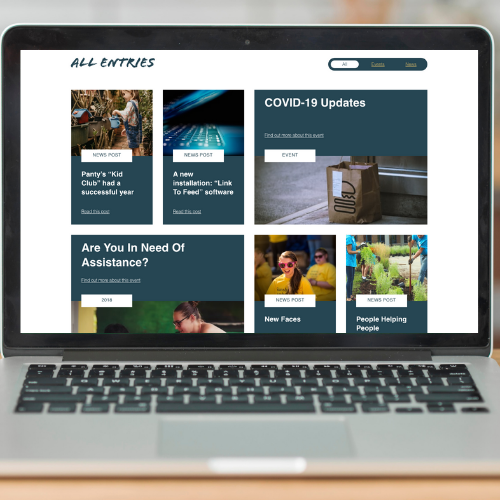 ALL ENTRIES
All
Events
News
NEWS POST
Panty's "Kid
Club" had a
successful year
Read this post
NEWS POST
A new
installation: "Link
To Feed" software
Read this post
COVID-19 Updates
Find out more about this event
EVENT
Are You In Need Of
Assistance?
Find out more about this event
2018
NEWS POST
New Faces
NEWS POST
People Helping
People